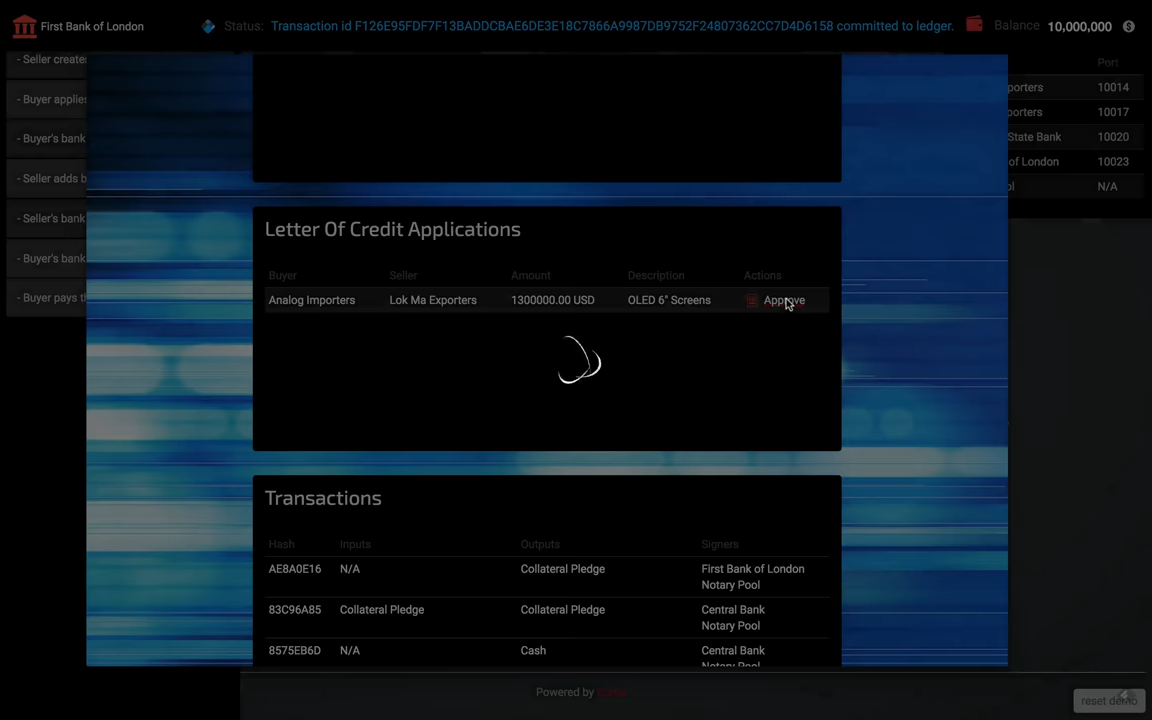 First Bank of London
Status: Transaction id F126E95FDF7F13BADDCBAE6DE3E18C7866A9987DB9752F24807362CC7D4D6158 committed to ledger.
Balance 10,000,000
- Seller create
- Buyer applie
- Buyer's bank
- Seller adds b
- Seller's bank
- Buyer's bank
- Buyer pays t
Port
porters 10014
porters 10017
State Bank 10020
of London 10023
ol N/A
Letter Of Credit Applications
Buyer Seller Amount Description Actions
Analog Importers Lok Ma Exporters 1300000.00 USD OLED 6" Screens Approve
Transactions
Hash Inputs Outputs Signers
AE8A0E16 N/A Collateral Pledge First Bank of London
Notary Pool
83C96A85 Collateral Pledge Collateral Pledge Central Bank
Notary Pool
8575EB6D N/A Cash Central Bank
Notary Pool
Powered by
reset demo